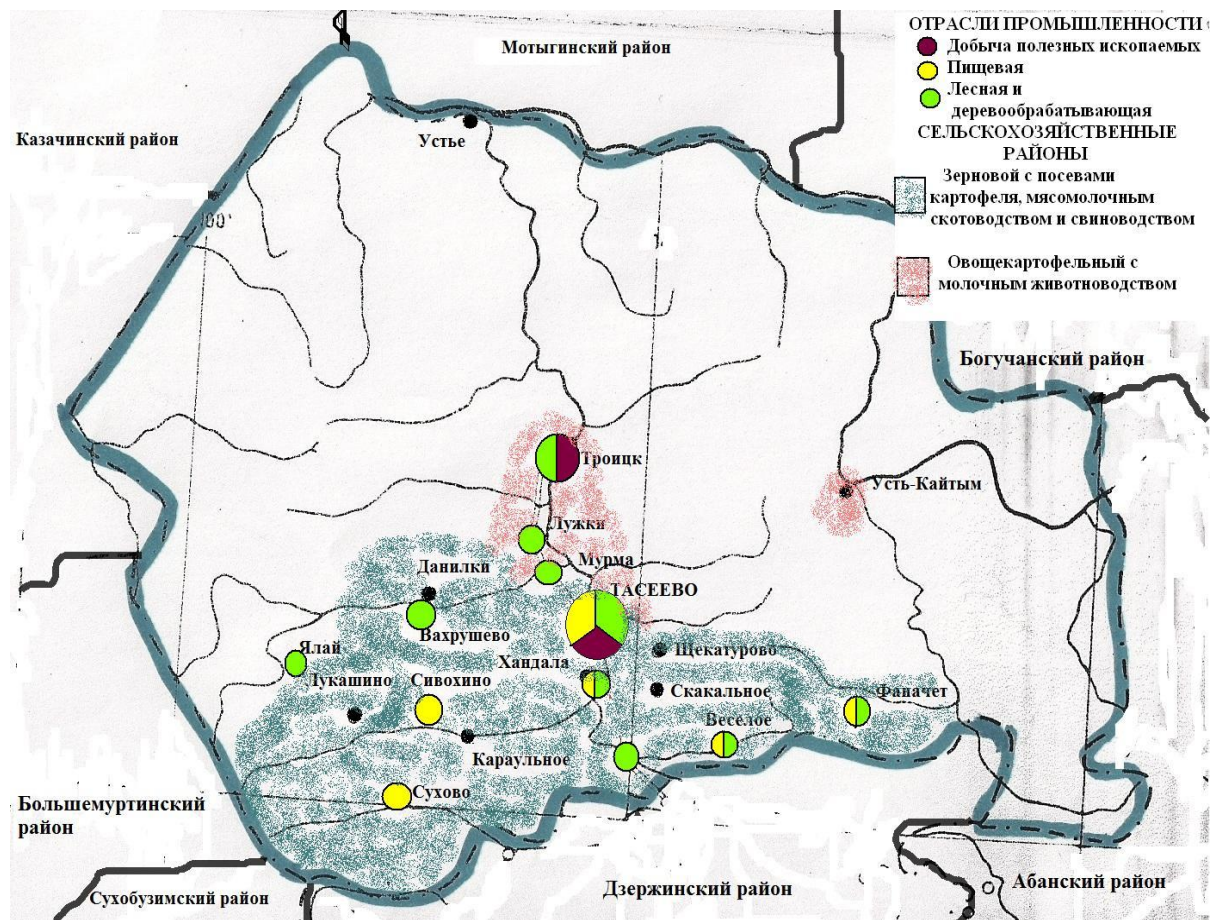 ОТРАСЛИ ПРОМЫШЛЕННОСТИ
Добыча полезных ископаемых
Пищевая
Лесная и
деревообрабатывающая
СЕЛЬСКОХОЗЯЙСТВЕННЫЕ
РАЙОНЫ
Зерновой с посевами
картофеля, мясомолочным
скотоводством и свиноводством
Овощекартофельный с
молочным животноводством
Мотыгинский район
Казачинский район
Устье
Богучанский район
Троицк
Усть-Кайтым
Лужки
Мурма
Данилки
ТАСЕЕВО
Вахрушево
Ялай
Хандала
Щекатурово
Лукашино
Сивохино
Скакальное
Фаначет
Веселое
Караульное
Сухово
Большемуртинский
район
Дзержинский район
Абанский район
Сухобузимский район